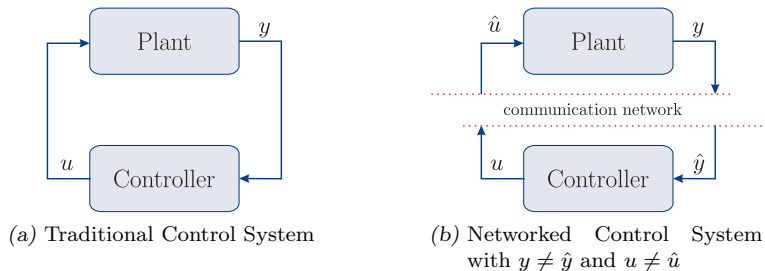 Plant
y
u
Controller
(a) Traditional Control System
û
Plant
y
communication network
u
ŷ
Controller
(b) Networked Control System
with y ≠ ŷ and u ≠ û